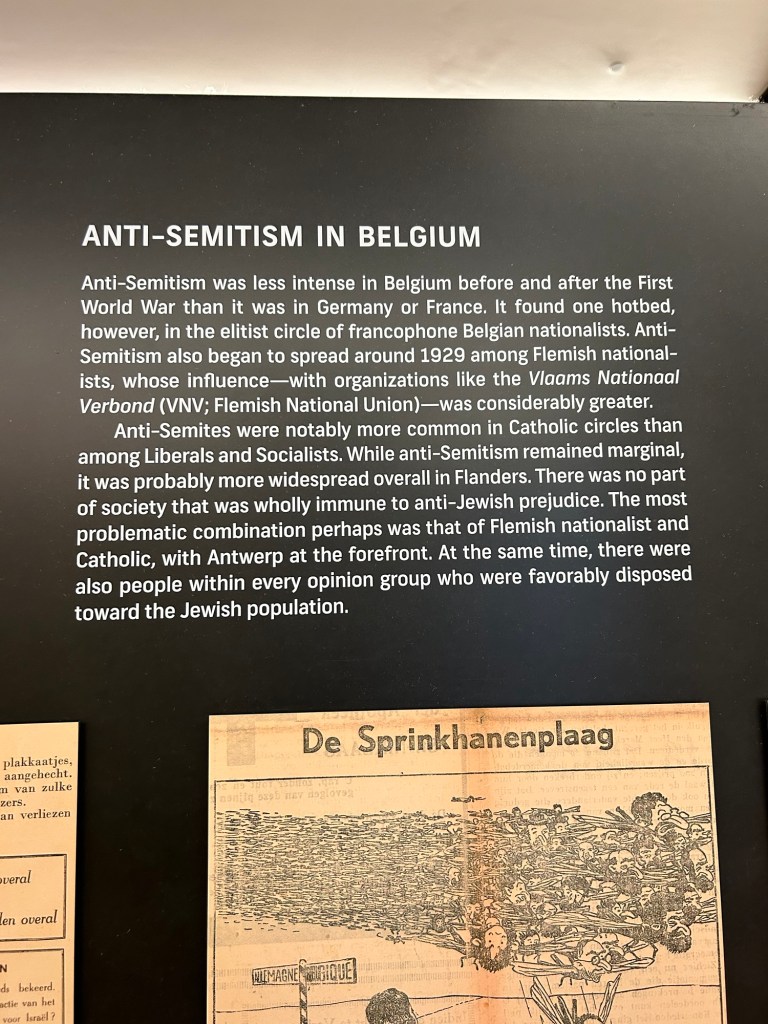 ANTI-SEMITISM IN BELGIUM
Anti-Semitism was less intense in Belgium before and after the First
World War than it was in Germany or France. It found one hotbed,
however, in the elitist circle of francophone Belgian nationalists. Anti-
Semitism also began to spread around 1929 among Flemish national-
ists, whose influence—with organizations like the Vlaams Nationaal
Verbond (VNV; Flemish National Union)—was considerably greater.
Anti-Semites were notably more common in Catholic circles than
among Liberals and Socialists. While anti-Semitism remained marginal,
it was probably more widespread overall in Flanders. There was no part
of society that was wholly immune to anti-Jewish prejudice. The most
problematic combination perhaps was that of Flemish nationalist and
Catholic, with Antwerp at the forefront. At the same time, there were
also people within every opinion group who were favorably disposed
toward the Jewish population.
plakkaatjes,
aangehecht.
van zulke
zers.
an verliezen
overal
den overal
N
ds bekeerd.
actie van het
voor Israël?
De Sprinkhanenplaag
ALLEMAGNE BELGIQUE